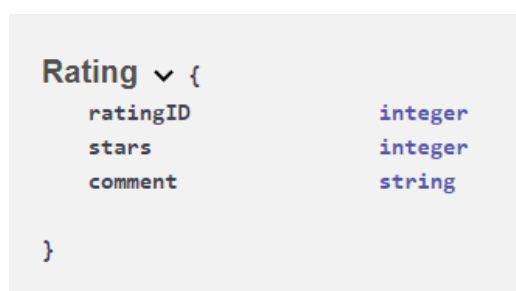 Rating {
ratingID integer
stars integer
comment string
}